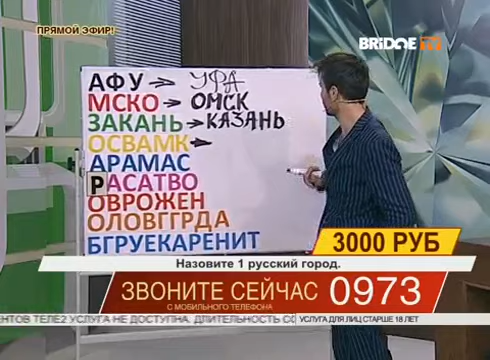 ПРЯМОЙ ЭФИР!
BRIDGE TV
АФУ → УФА
МСКО → ОМСК
ЗАКАНЬ → КАЗАНЬ
ОСВАМК →
АРАМАС
РАСАТВО
ОВРОЖЕН
ОЛОВГГРДА
БГРУЕКАРЕНИТ
3000 РУБ
Назовите 1 русский город.
ЗВОНИТЕ СЕЙЧАС 0973
С МОБИЛЬНОГО ТЕЛЕФОНА
ЕНТОВ ТЕЛЕ2 УСЛУГА НЕ ДОСТУПНА. ДЛИТЕЛЬНОСТЬ СО
УСЛУГА ДЛЯ ЛИЦ СТАРШЕ 18 ЛЕТ